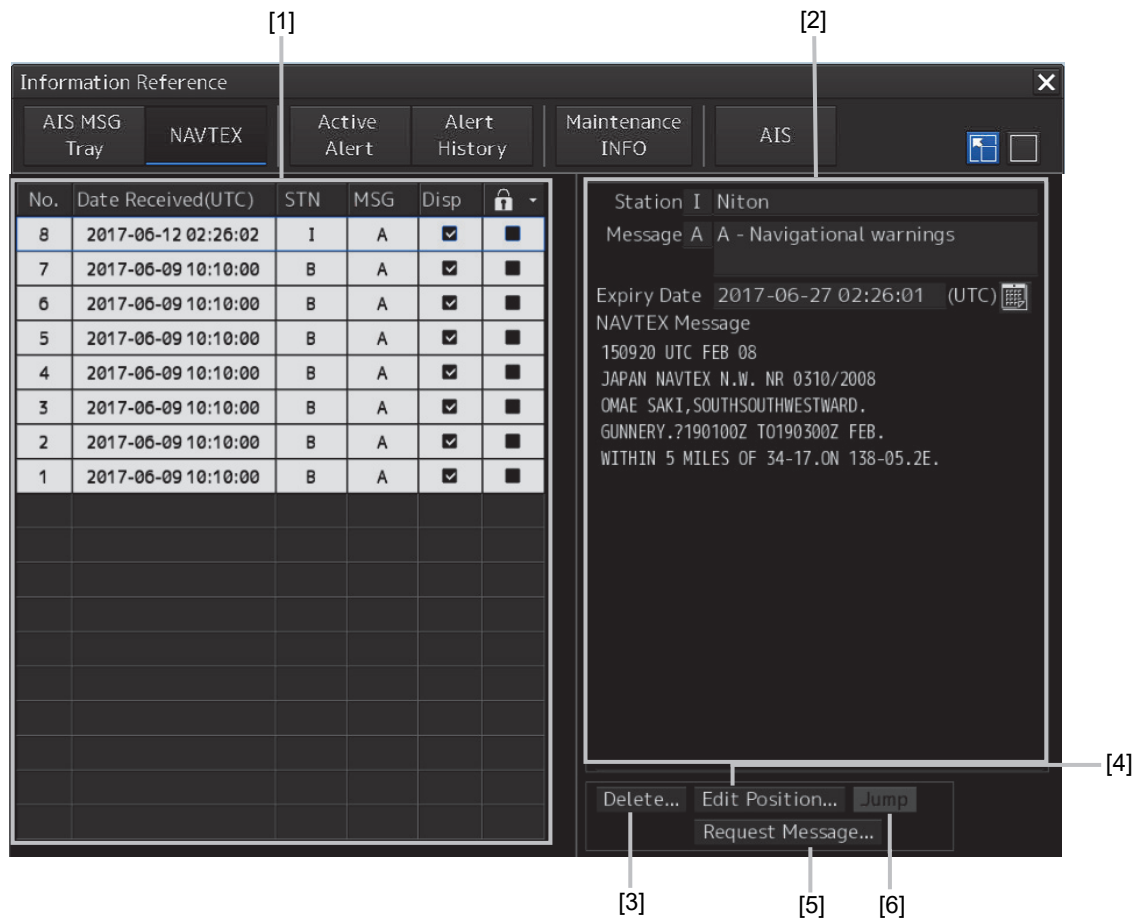 [1] [2]
Information Reference
AIS MSG Tray NAVTEX Active Alert Alert History Maintenance INFO AIS
No. Date Received(UTC) STN MSG Disp
8 2017-06-12 02:26:02 I A
7 2017-06-09 10:10:00 B A
6 2017-06-09 10:10:00 B A
5 2017-06-09 10:10:00 B A
4 2017-06-09 10:10:00 B A
3 2017-06-09 10:10:00 B A
2 2017-06-09 10:10:00 B A
1 2017-06-09 10:10:00 B A
Station I Niton
Message A A - Navigational warnings
Expiry Date 2017-06-27 02:26:01 (UTC)
NAVTEX Message
150920 UTC FEB 08
JAPAN NAVTEX N.W. NR 0310/2008
OMAE SAKI,SOUTHSOUTHWESTWARD.
GUNNERY.?190100Z TO190300Z FEB.
WITHIN 5 MILES OF 34-17.0N 138-05.2E.
[4]
Delete... Edit Position... Jump
Request Message...
[3] [5] [6]